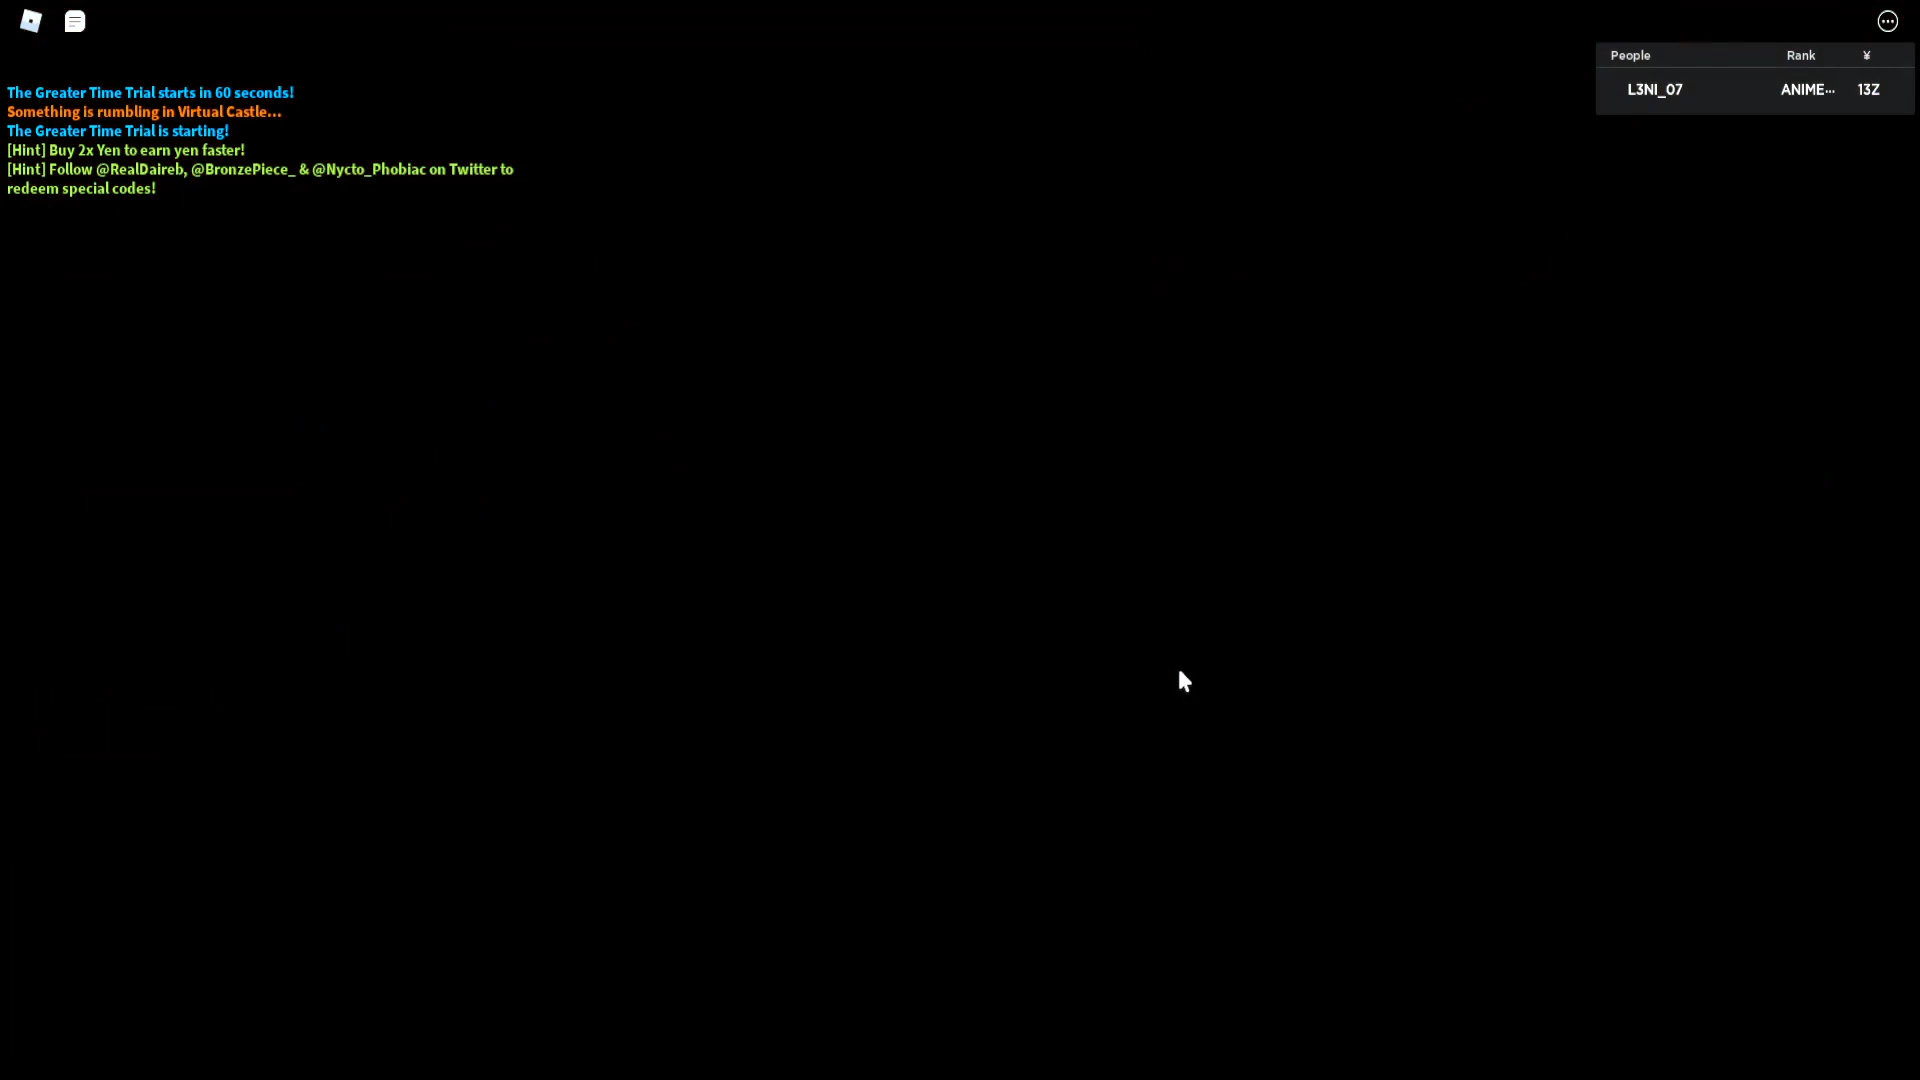 People Rank ¥
L3NI_07 ANIME... 13Z
The Greater Time Trial starts in 60 seconds!
Something is rumbling in Virtual Castle...
The Greater Time Trial is starting!
[Hint] Buy 2x Yen to earn yen faster!
[Hint] Follow @RealDaireb, @BronzePiece_ & @Nycto_Phobiac on Twitter to
redeem special codes!